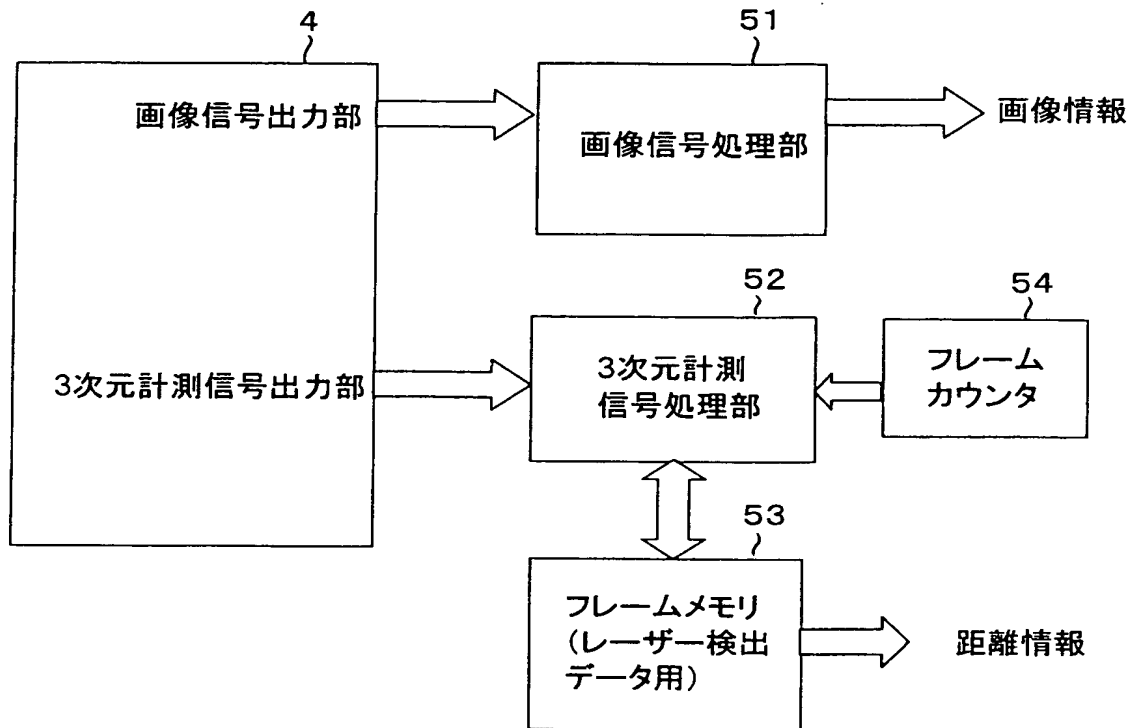 4
画像信号出力部
3次元計測信号出力部
51
画像信号処理部
画像情報
52
3次元計測
信号処理部
54
フレーム
カウンタ
53
フレームメモリ
(レーザー検出
データ用)
距離情報